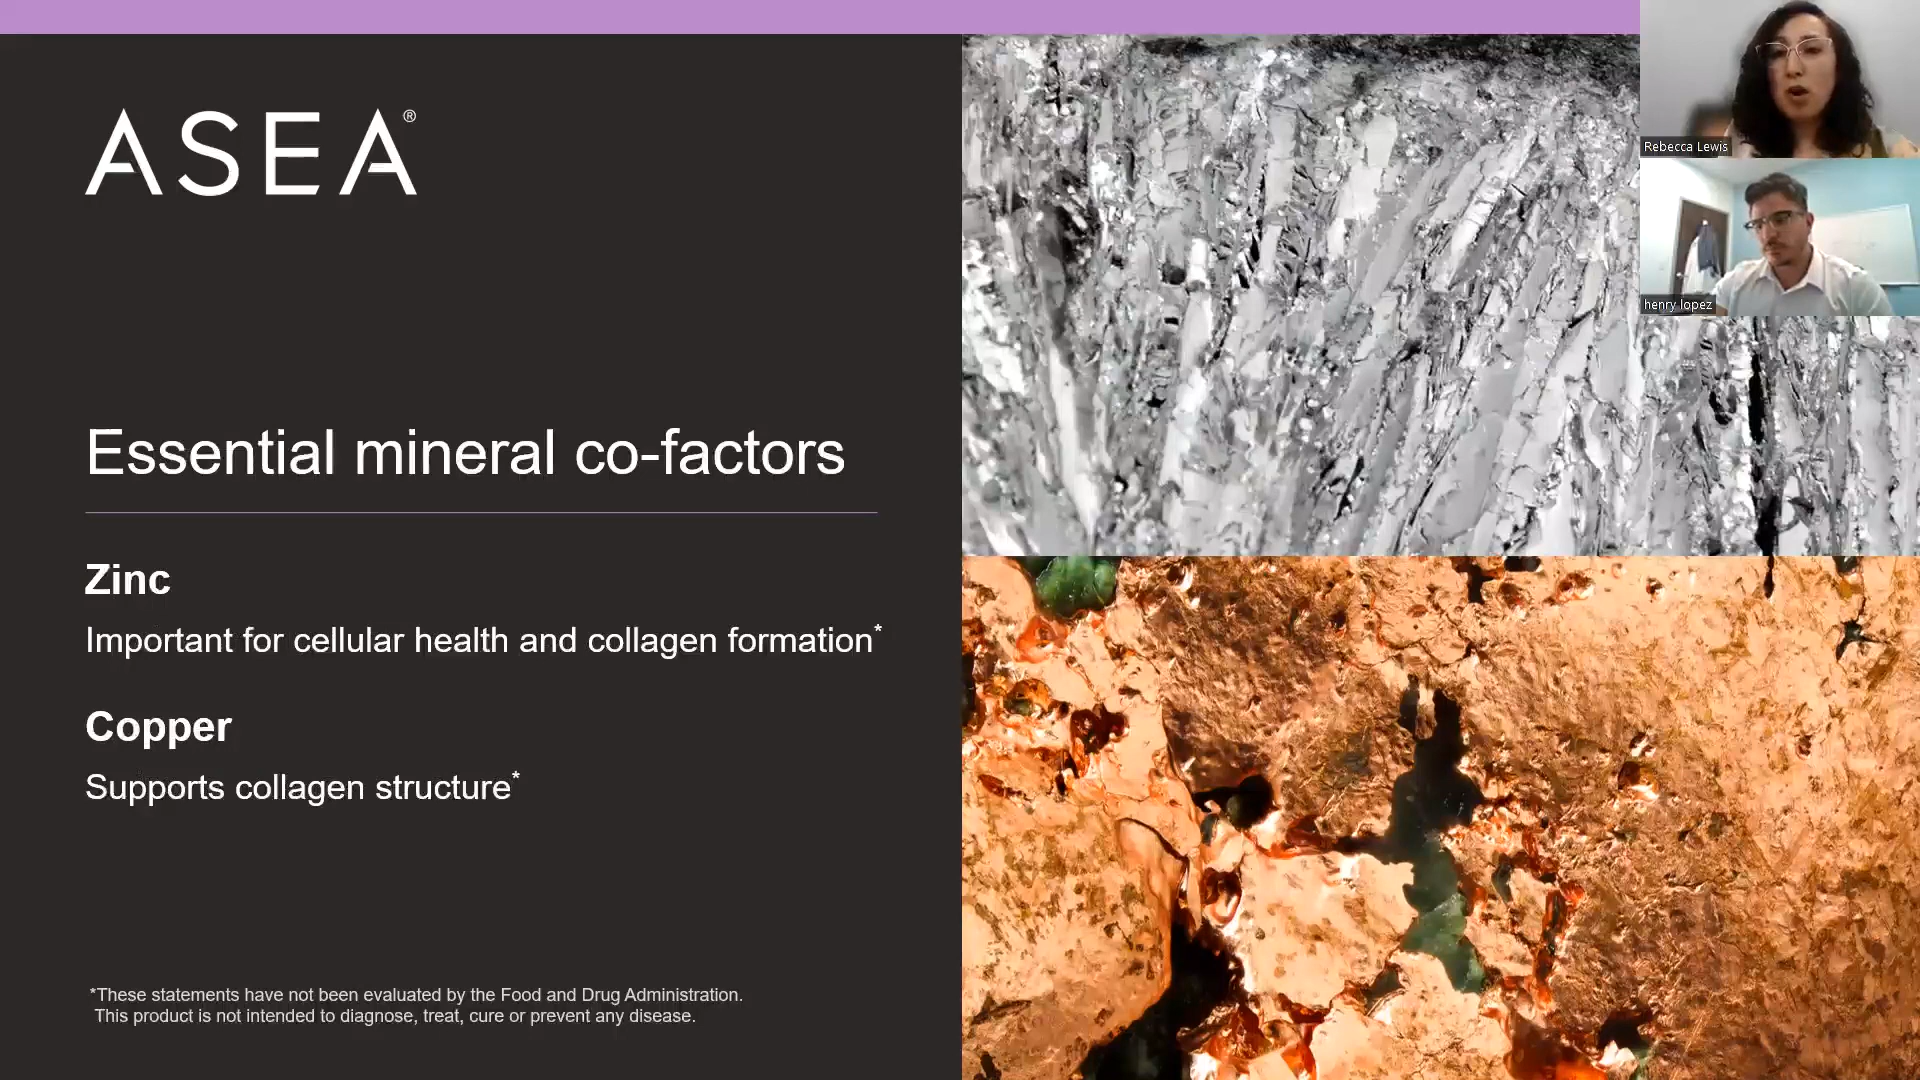 ASEA®
Essential mineral co-factors
Zinc
Important for cellular health and collagen formation*
Copper
Supports collagen structure*
*These statements have not been evaluated by the Food and Drug Administration.
This product is not intended to diagnose, treat, cure or prevent any disease.
Rebecca Lewis
henry lopez